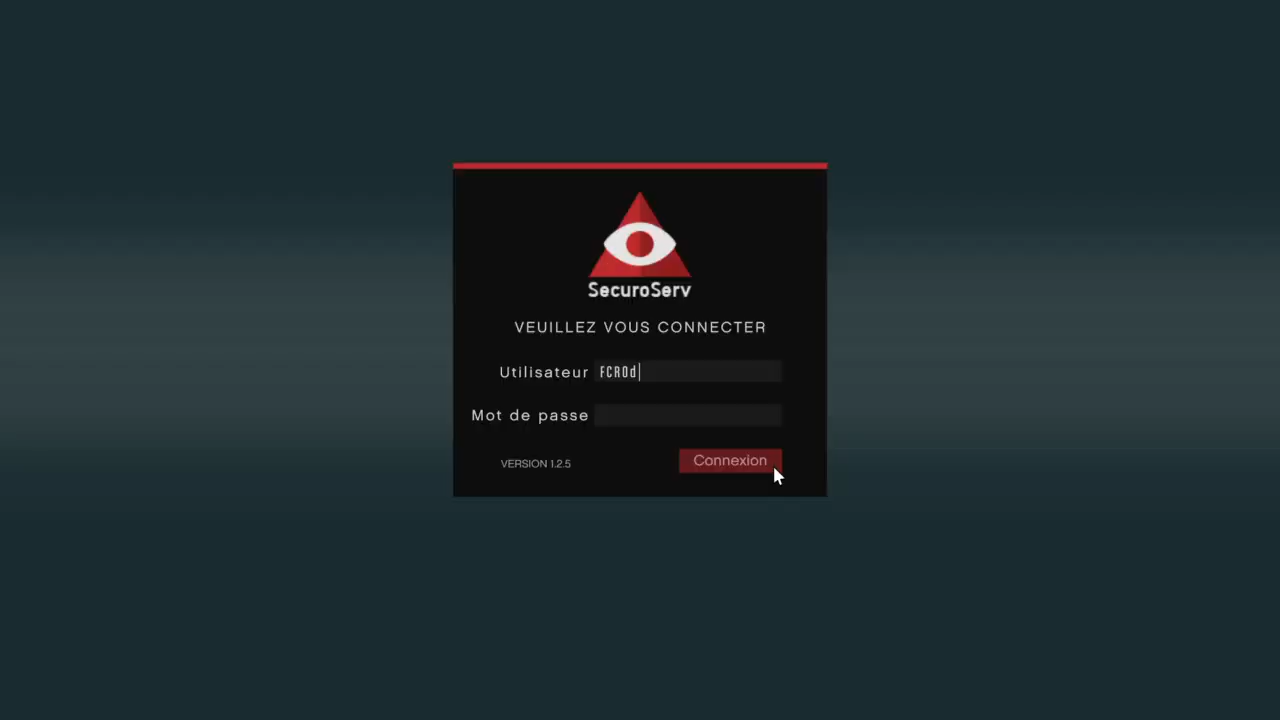 SecuroServ
VEUILLEZ VOUS CONNECTER
Utilisateur FCR0d
Mot de passe
VERSION 1.2.5 Connexion